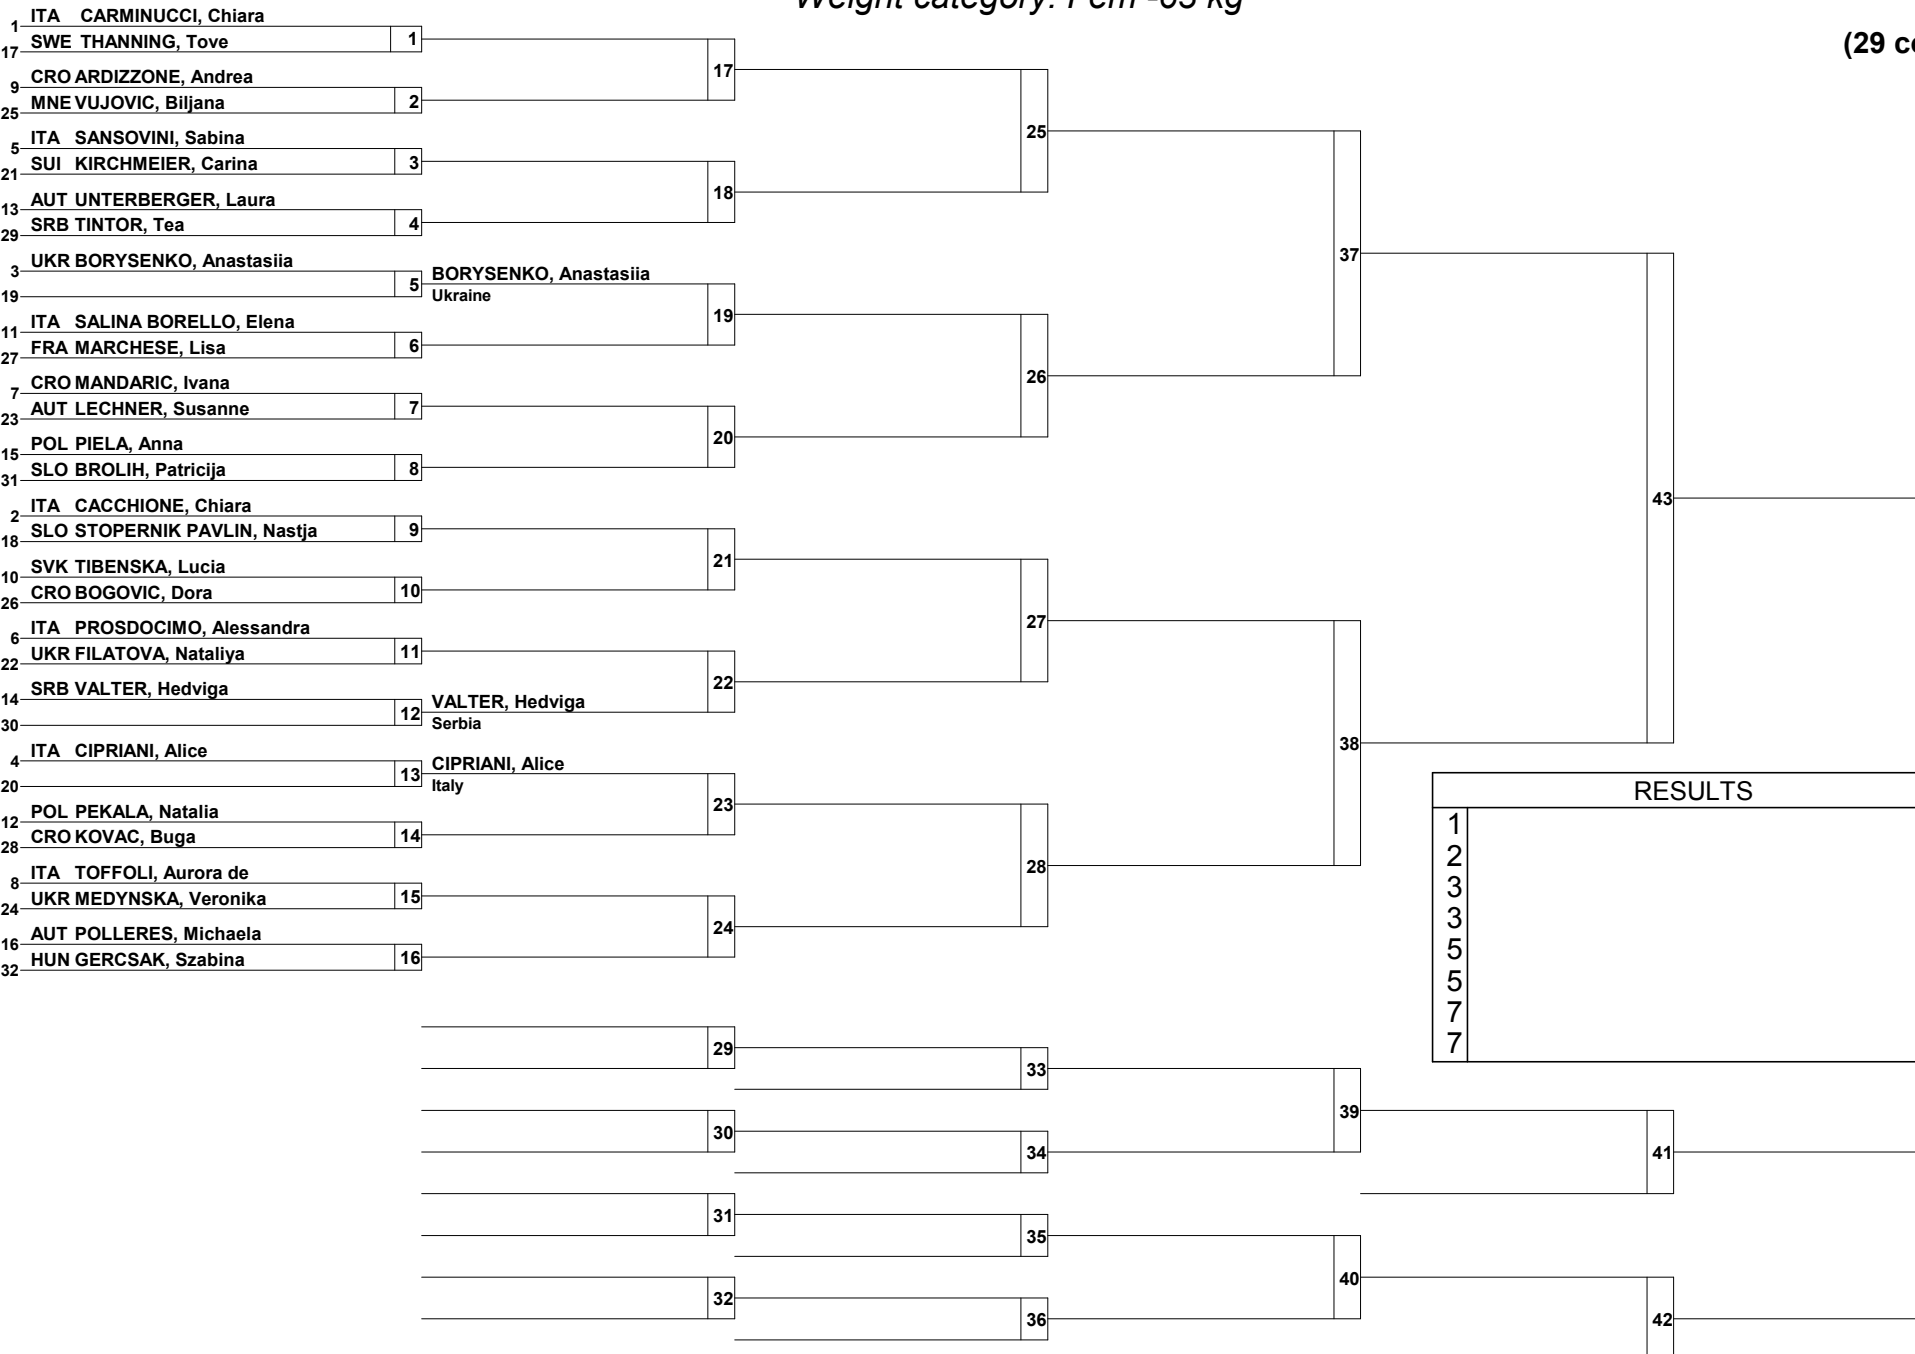 Weight category: Fem -63 kg
(29 co
1 ITA CARMINUCCI, Chiara
17 SWE THANNING, Tove 1
9 CRO ARDIZZONE, Andrea
25 MNE VUJOVIC, Biljana 2
5 ITA SANSOVINI, Sabina
21 SUI KIRCHMEIER, Carina 3
13 AUT UNTERBERGER, Laura
29 SRB TINTOR, Tea 4
3 UKR BORYSENKO, Anastasiia
19 5
11 ITA SALINA BORELLO, Elena
27 FRA MARCHESE, Lisa 6
7 CRO MANDARIC, Ivana
23 AUT LECHNER, Susanne 7
15 POL PIELA, Anna
31 SLO BROLIH, Patricija 8
2 ITA CACCHIONE, Chiara
18 SLO STOPERNIK PAVLIN, Nastja 9
10 SVK TIBENSKA, Lucia
26 CRO BOGOVIC, Dora 10
6 ITA PROSDOCIMO, Alessandra
22 UKR FILATOVA, Nataliya 11
14 SRB VALTER, Hedviga
30 12
4 ITA CIPRIANI, Alice
20 13
12 POL PEKALA, Natalia
28 CRO KOVAC, Buga 14
8 ITA TOFFOLI, Aurora de
24 UKR MEDYNSKA, Veronika 15
16 AUT POLLERES, Michaela
32 HUN GERCSAK, Szabina 16
BORYSENKO, Anastasiia
Ukraine
VALTER, Hedviga
Serbia
CIPRIANI, Alice
Italy
17
18
19
20
21
22
23
24
25
26
27
28
37
38
43
RESULTS
1
2
3
3
5
5
7
7
29
30
31
32
33
34
35
36
39
40
41
42